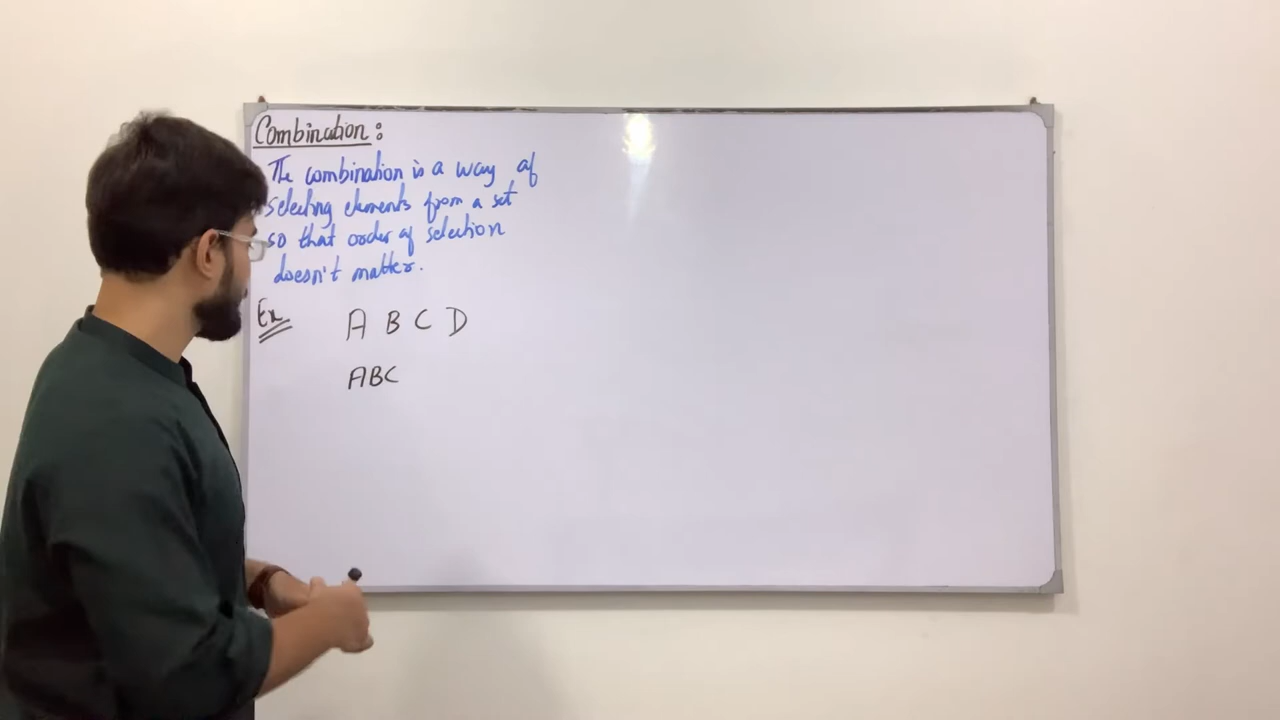 Combination:
The combination is a way of
selecting elements from a set
so that order of selection
doesn't matter.
Ex A B C D
ABC